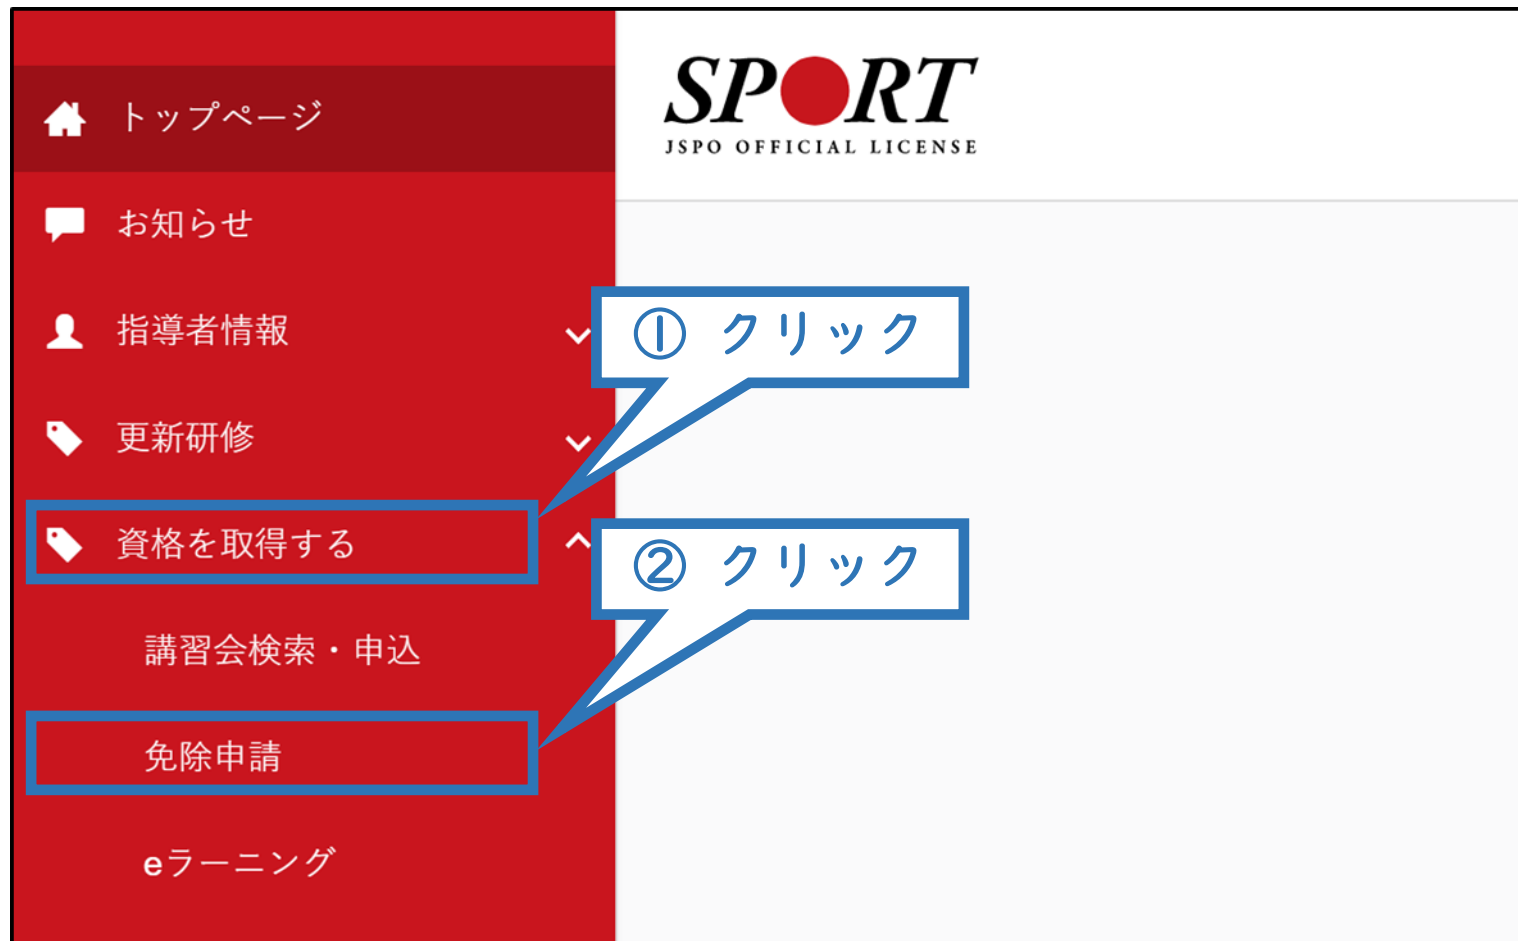 トップページ
SPORT
JSPO OFFICIAL LICENSE
お知らせ
指導者情報
① クリック
更新研修
資格を取得する
② クリック
講習会検索・申込
免除申請
eラーニング